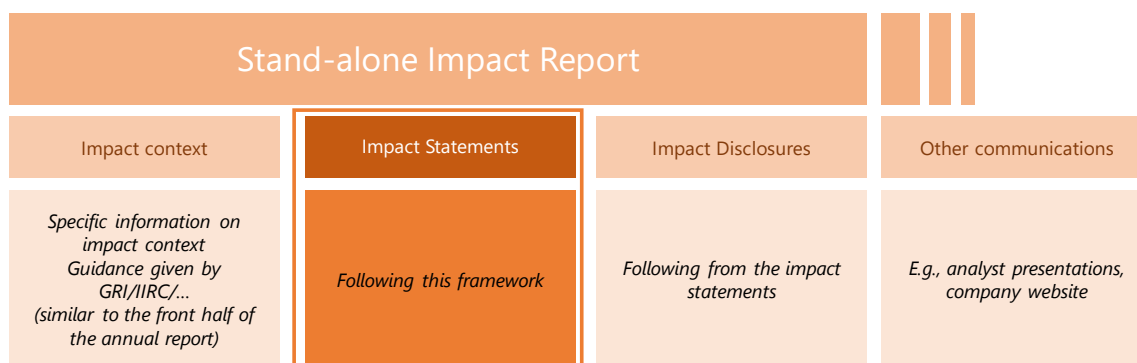 Stand-alone Impact Report
Impact context
Impact Statements
Impact Disclosures
Other communications
Specific information on
impact context
Guidance given by
GRI/IIRC/...
(similar to the front half of
the annual report)
Following this framework
Following from the impact
statements
E.g., analyst presentations,
company website